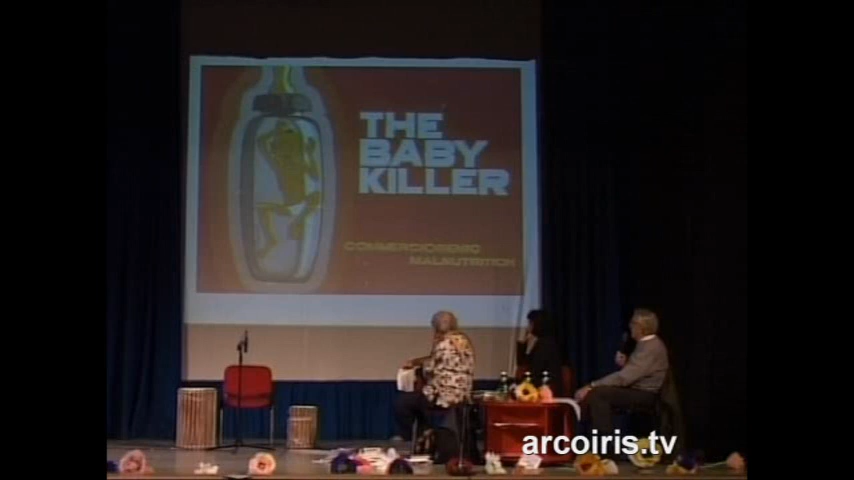 THE
BABY
KILLER
COMMERCIOGENIC
MALNUTRITION
arcoiris.tv